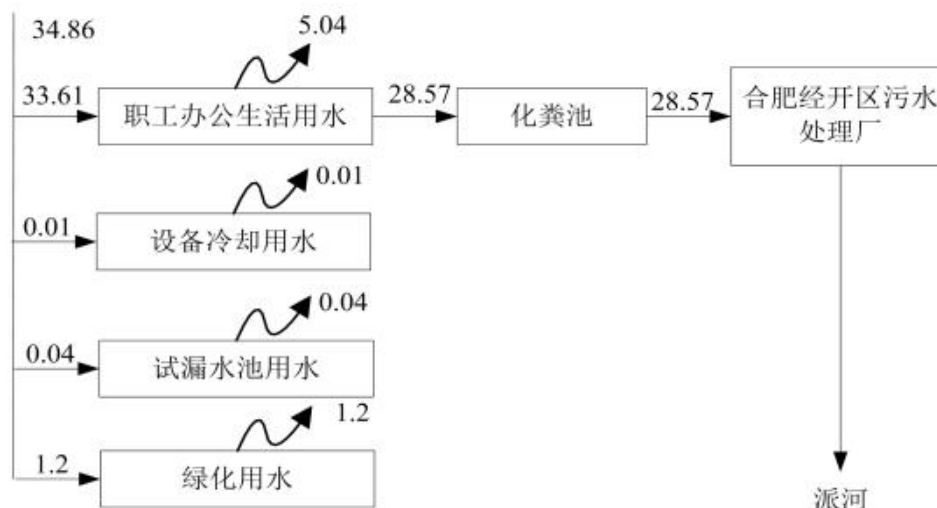 34.86
5.04
33.61
职工办公生活用水
28.57
化粪池
28.57
合肥经开区污水
处理厂
0.01
0.01
设备冷却用水
0.04
0.04
试漏水池用水
1.2
1.2
绿化用水
派河